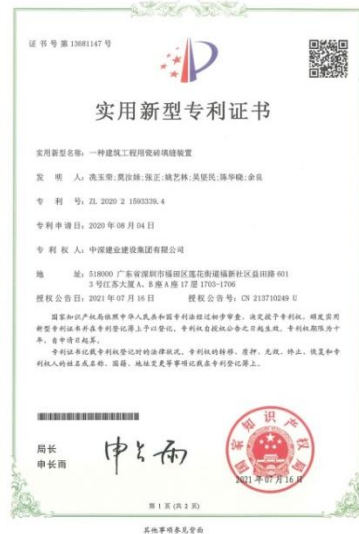 证书号第13681147号
实用新型专利证书
实用新型名称：一种建筑工程用瓷砖填缝装置
发 明 人：冼玉荣;莫汝妹;张正;姚艺林;吴坚民;陈华晓;余良
专 利 号：ZL 2020 2 1593339.4
专利申请日：2020年08月04日
专 利 权 人：中深建业建设集团有限公司
地 址：518000 广东省深圳市福田区莲花街道福新社区益田路601
3号江苏大厦A、B座A座17层1703-1706
授权公告日：2021年07月16日 授权公告号：CN 213710249 U
国家知识产权局依照中华人民共和国专利法经过初步审查，决定授予专利权，颁发实用
新型专利证书并在专利登记簿上予以登记。专利权自授权公告之日起生效。专利权期限为十
年，自申请日起算。
专利证书记载专利权登记时的法律状况。专利权的转移、质押、无效、终止、恢复和专
利权人的姓名或名称、国籍、地址变更等事项记载在专利登记簿上。
局长
申长雨
申长雨
国家知识产权局
2021年07月16日
第 1 页 (共 2 页)
其他事项参见背面